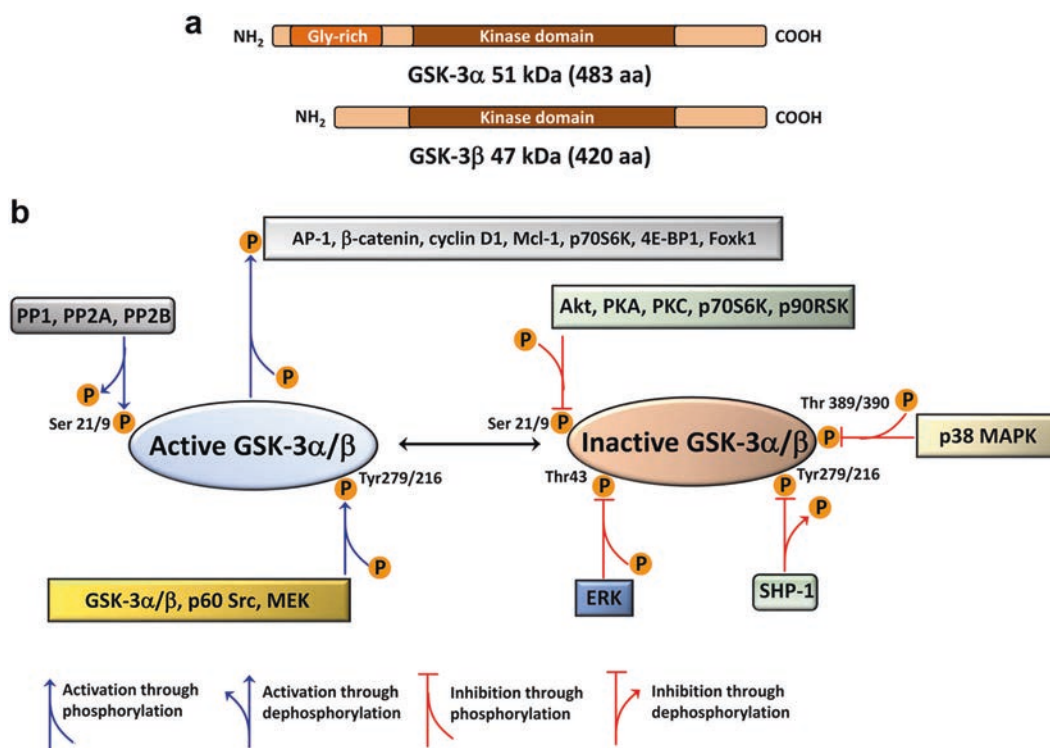 a
NH2 Gly-rich Kinase domain COOH
GSK-3α 51 kDa (483 aa)
NH2 Kinase domain COOH
GSK-3β 47 kDa (420 aa)
b
P AP-1, β-catenin, cyclin D1, Mcl-1, p70S6K, 4E-BP1, Foxk1
PP1, PP2A, PP2B
Akt, PKA, PKC, p70S6K, p90RSK
P
P
P
Ser 21/9 P
Active GSK-3α/β
P Tyr279/216
Ser 21/9 P
Inactive GSK-3α/β
Thr 389/390 P
P
p38 MAPK
Thr43 P
Tyr279/216
P
P
P
P
GSK-3α/β, p60 Src, MEK
ERK
SHP-1
Activation through
phosphorylation
Activation through
dephosphorylation
Inhibition through
phosphorylation
Inhibition through
dephosphorylation